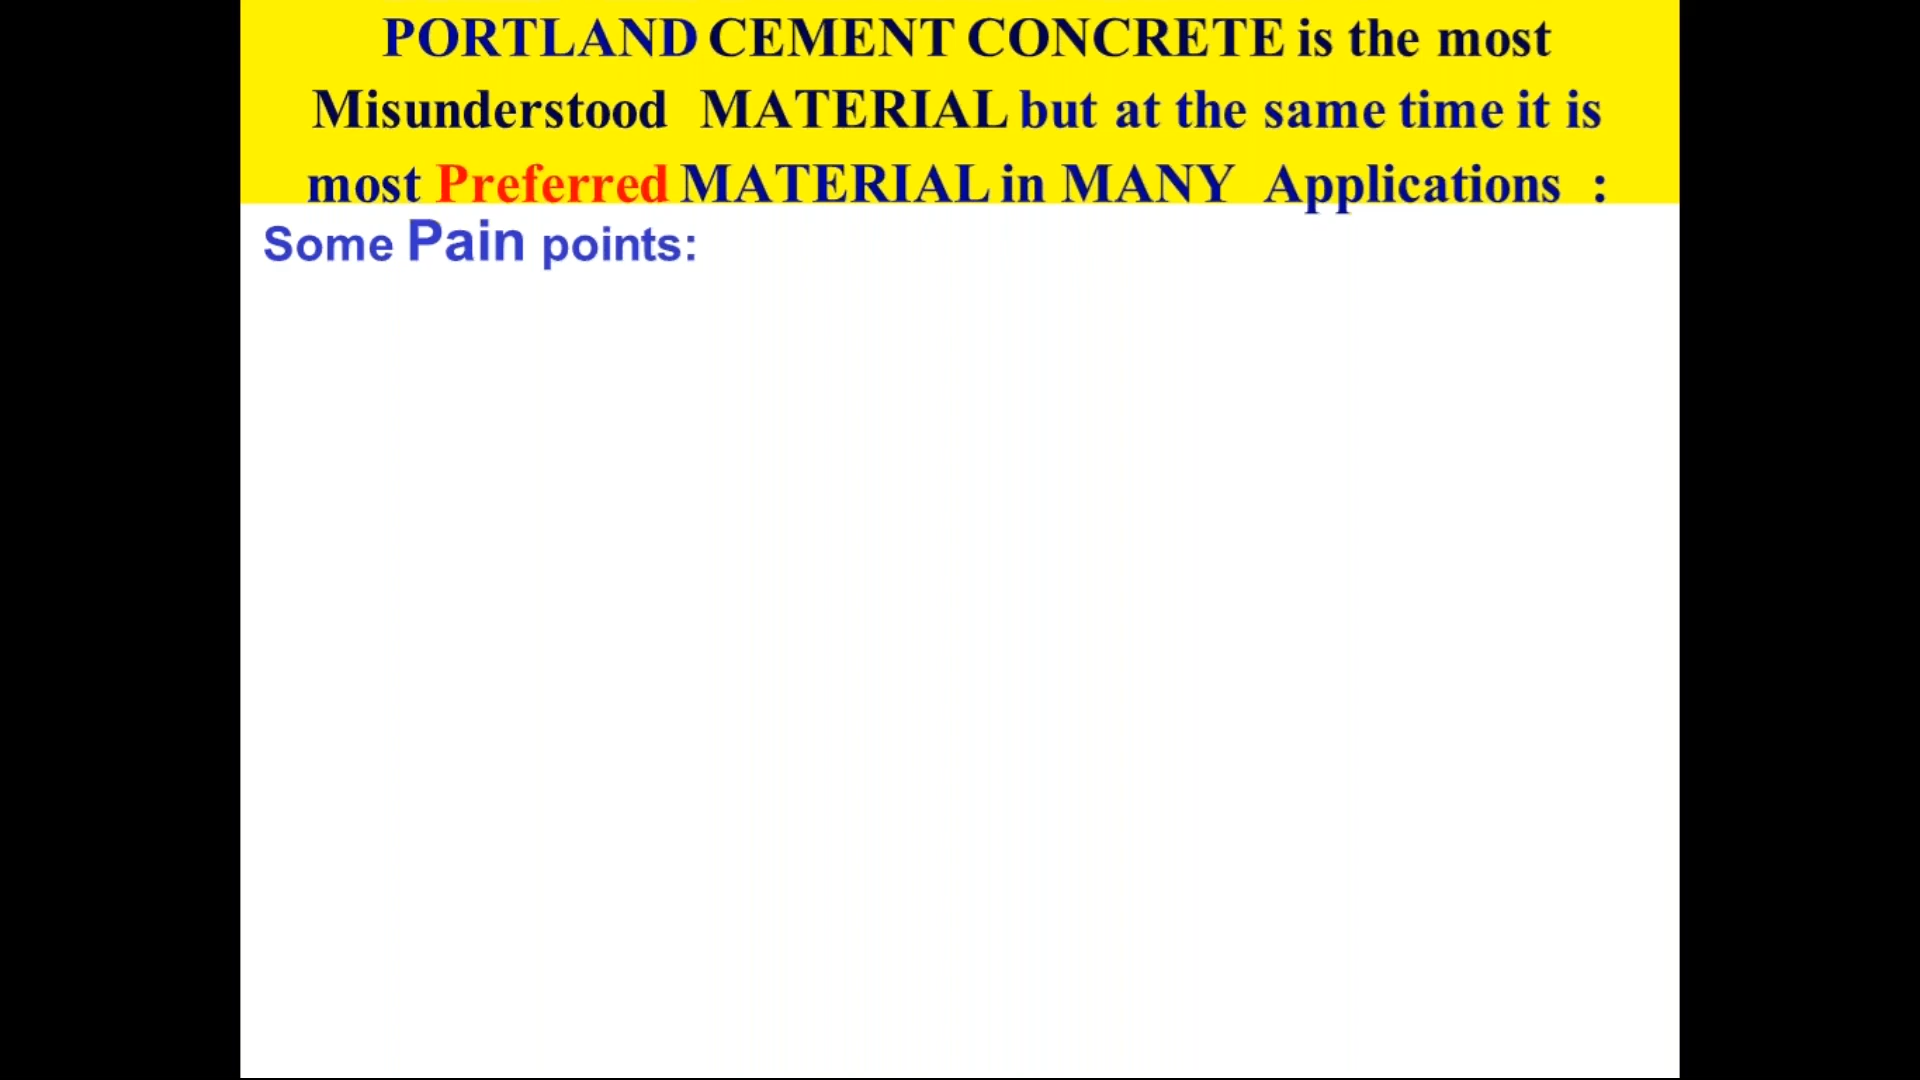 PORTLAND CEMENT CONCRETE is the most
Misunderstood MATERIAL but at the same time it is
most Preferred MATERIAL in MANY Applications :
Some Pain points: